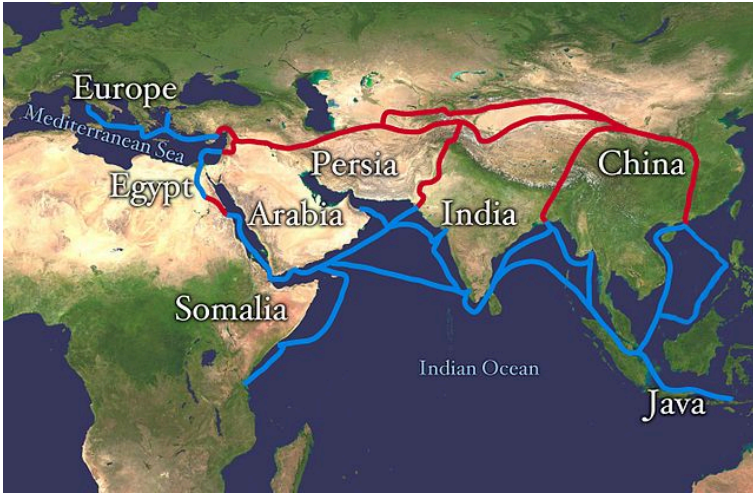 Europe
Mediterranean Sea
Egypt
Persia
Arabia
India
China
Somalia
Indian Ocean
Java